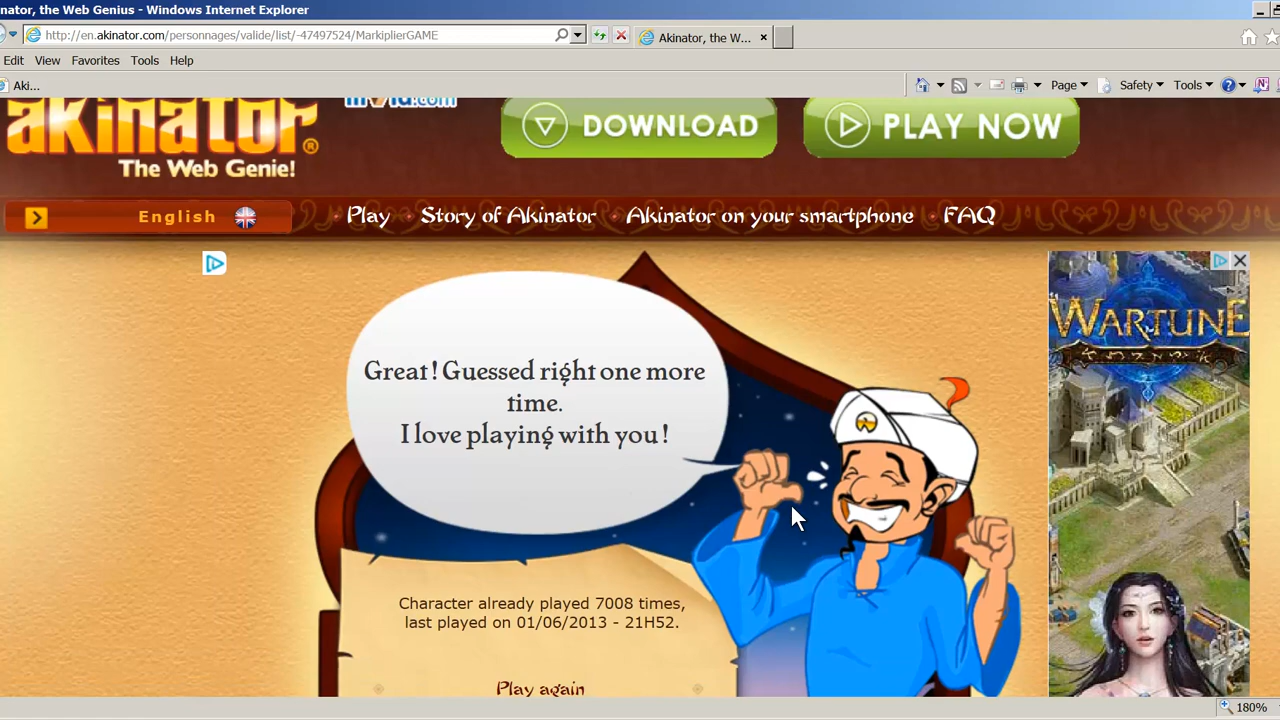 nator, the Web Genius - Windows Internet Explorer
http://en.akinator.com/personnages/valide/list/-47497524/MarkiplierGAME
Akinator, the W...
Edit View Favorites Tools Help
Aki...
Page Safety Tools
akinator®
The Web Genie!
DOWNLOAD
PLAY NOW
English
Play
Story of Akinator
Akinator on your smartphone
FAQ
Great! Guessed right one more
time.
I love playing with you!
WARTUNE
Character already played 7008 times,
last played on 01/06/2013 - 21H52.
Play again
180%